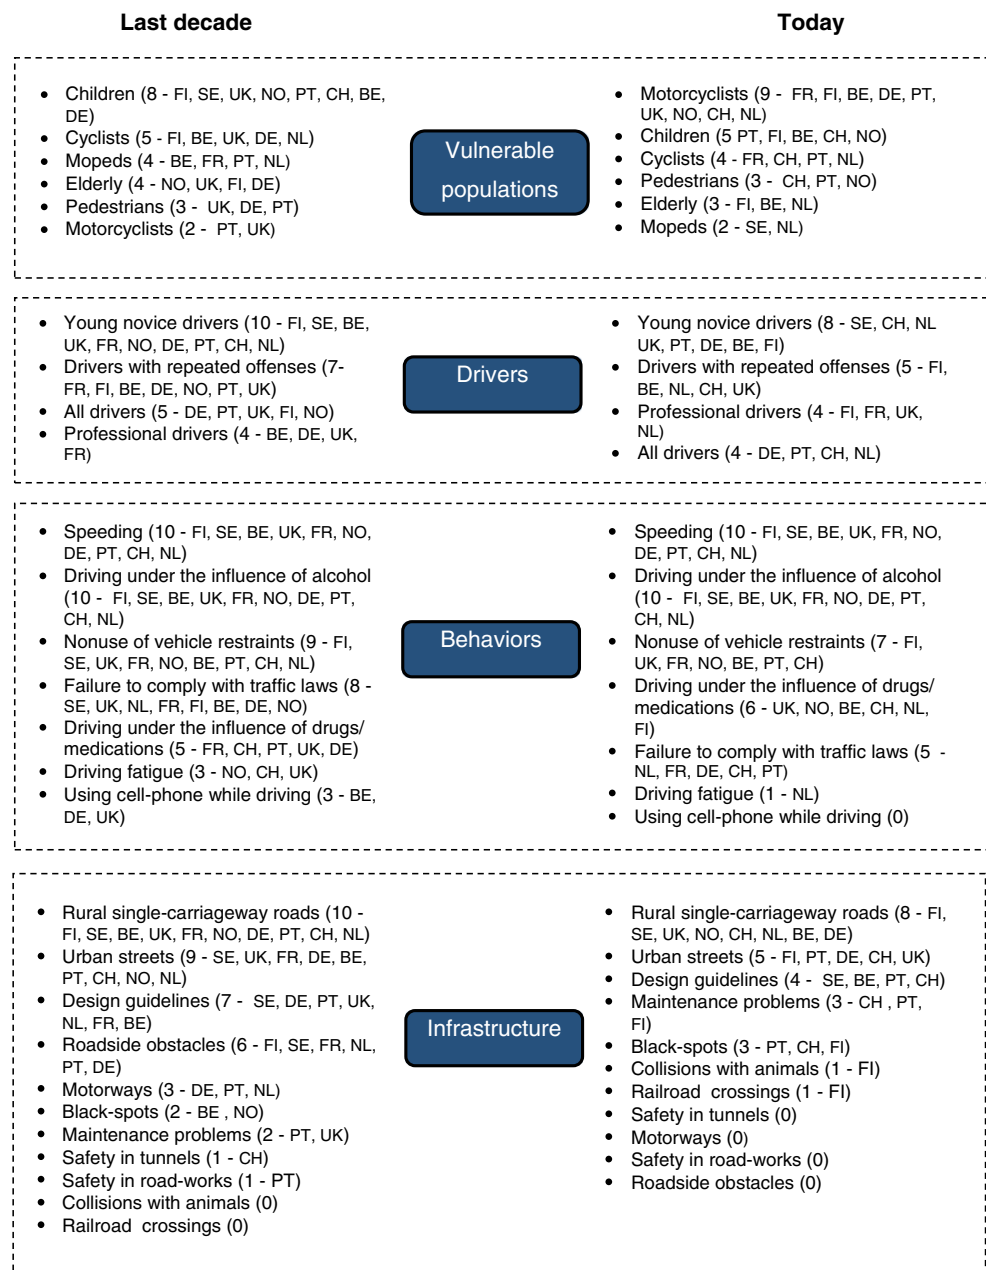 Last decade
Today
• Children (8 - FI, SE, UK, NO, PT, CH, BE,
DE)
• Cyclists (5 - FI, BE, UK, DE, NL)
• Mopeds (4 - BE, FR, PT, NL)
• Elderly (4 - NO, UK, FI, DE)
• Pedestrians (3 - UK, DE, PT)
• Motorcyclists (2 - PT, UK)
Vulnerable
populations
• Motorcyclists (9 - FR, FI, BE, DE, PT,
UK, NO, CH, NL)
• Children (5 PT, FI, BE, CH, NO)
• Cyclists (4 - FR, CH, PT, NL)
• Pedestrians (3 - CH, PT, NO)
• Elderly (3 - FI, BE, NL)
• Mopeds (2 - SE, NL)
• Young novice drivers (10 - FI, SE, BE,
UK, FR, NO, DE, PT, CH, NL)
• Drivers with repeated offenses (7-
FR, FI, BE, DE, NO, PT, UK)
• All drivers (5 - DE, PT, UK, FI, NO)
• Professional drivers (4 - BE, DE, UK,
FR)
Drivers
• Young novice drivers (8 - SE, CH, NL
UK, PT, DE, BE, FI)
• Drivers with repeated offenses (5 - FI,
BE, NL, CH, UK)
• Professional drivers (4 - FI, FR, UK,
NL)
• All drivers (4 - DE, PT, CH, NL)
• Speeding (10 - FI, SE, BE, UK, FR, NO,
DE, PT, CH, NL)
• Driving under the influence of alcohol
(10 - FI, SE, BE, UK, FR, NO, DE, PT,
CH, NL)
• Nonuse of vehicle restraints (9 - FI,
SE, UK, FR, NO, BE, PT, CH, NL)
• Failure to comply with traffic laws (8 -
SE, UK, NL, FR, FI, BE, DE, NO)
• Driving under the influence of drugs/
medications (5 - FR, CH, PT, UK, DE)
• Driving fatigue (3 - NO, CH, UK)
• Using cell-phone while driving (3 - BE,
DE, UK)
Behaviors
• Speeding (10 - FI, SE, BE, UK, FR, NO,
DE, PT, CH, NL)
• Driving under the influence of alcohol
(10 - FI, SE, BE, UK, FR, NO, DE, PT,
CH, NL)
• Nonuse of vehicle restraints (7 - FI,
UK, FR, NO, BE, PT, CH)
• Driving under the influence of drugs/
medications (6 - UK, NO, BE, CH, NL,
FI)
• Failure to comply with traffic laws (5 -
NL, FR, DE, CH, PT)
• Driving fatigue (1 - NL)
• Using cell-phone while driving (0)
• Rural single-carriageway roads (10 -
FI, SE, BE, UK, FR, NO, DE, PT, CH, NL)
• Urban streets (9 - SE, UK, FR, DE, BE,
PT, CH, NO, NL)
• Design guidelines (7 - SE, DE, PT, UK,
NL, FR, BE)
• Roadside obstacles (6 - FI, SE, FR, NL,
PT, DE)
• Motorways (3 - DE, PT, NL)
• Black-spots (2 - BE , NO)
• Maintenance problems (2 - PT, UK)
• Safety in tunnels (1 - CH)
• Safety in road-works (1 - PT)
• Collisions with animals (0)
• Railroad crossings (0)
Infrastructure
• Rural single-carriageway roads (8 - FI,
SE, UK, NO, CH, NL, BE, DE)
• Urban streets (5 - FI, PT, DE, CH, UK)
• Design guidelines (4 - SE, BE, PT, CH)
• Maintenance problems (3 - CH , PT,
FI)
• Black-spots (3 - PT, CH, FI)
• Collisions with animals (1 - FI)
• Railroad crossings (1 - FI)
• Safety in tunnels (0)
• Motorways (0)
• Safety in road-works (0)
• Roadside obstacles (0)